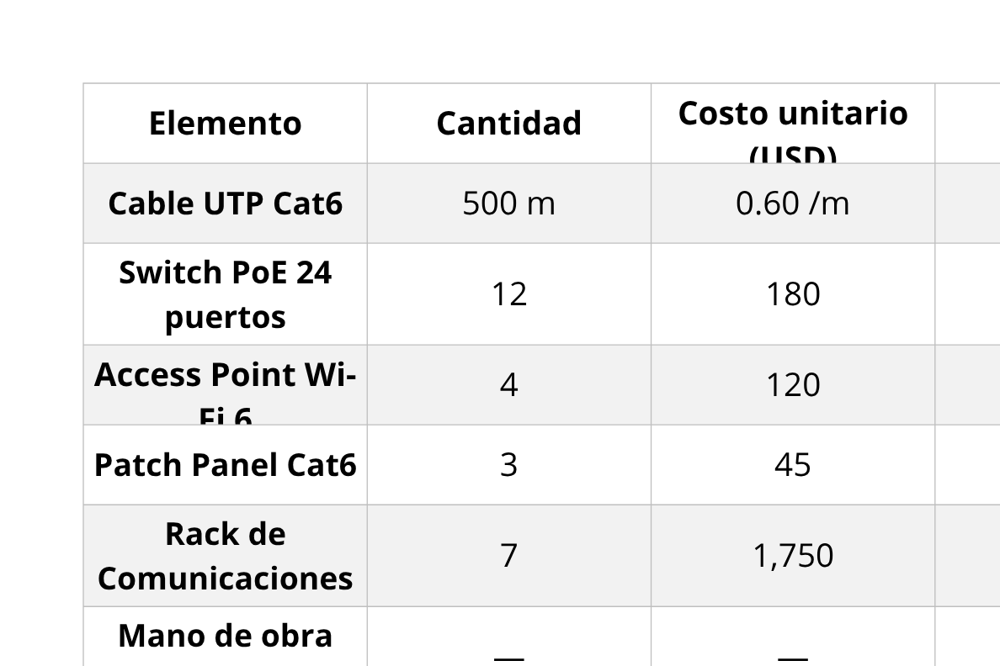 Elemento Cantidad Costo unitario
(USD)
Cable UTP Cat6 500 m 0.60 /m
Switch PoE 24
puertos 12 180
Access Point Wi-
Fi 6 4 120
Patch Panel Cat6 3 45
Rack de
Comunicaciones 7 1,750
Mano de obra — —